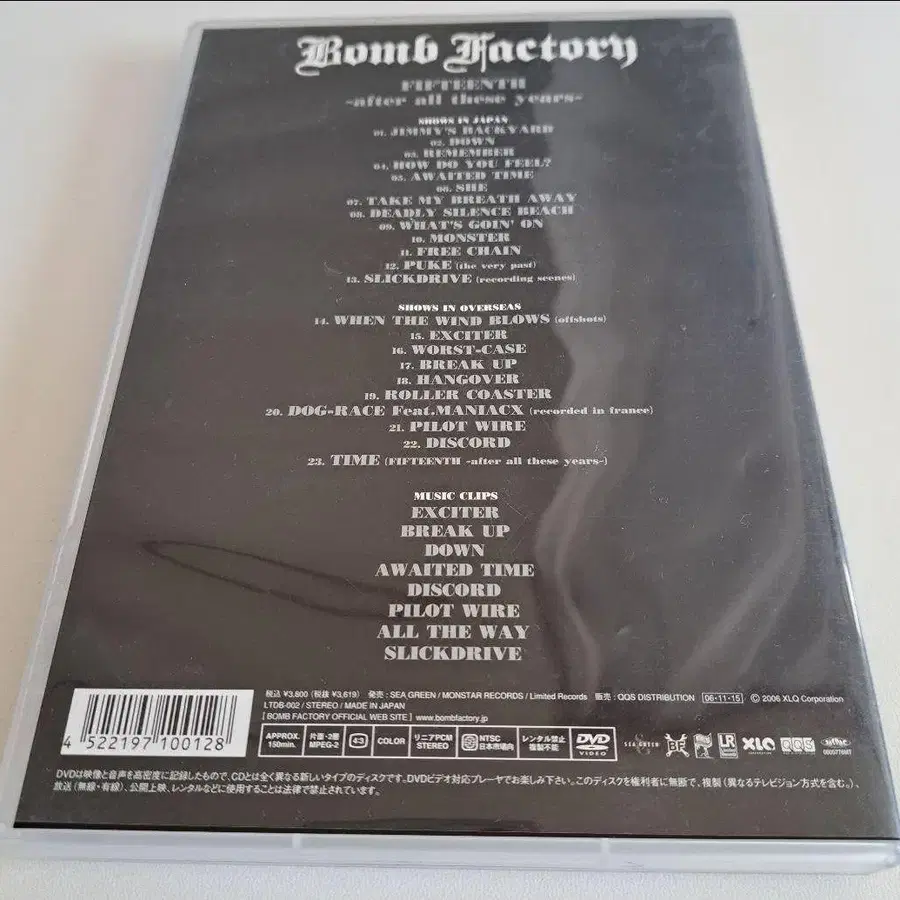 Bomb Factory
FIFTEENTH
-after all these years-
SHOWS IN JAPAN
01. JIMMY'S BACKYARD
02. DOWN
03. REMEMBER
04. HOW DO YOU FEEL?
05. AWAITED TIME
06. SHE
07. TAKE MY BREATH AWAY
08. DEADLY SILENCE BEACH
09. WHAT'S GOIN' ON
10. MONSTER
11. FREE CHAIN
12. PUKE (the very past)
13. SLICKDRIVE (recording scenes)
SHOWS IN OVERSEAS
14. WHEN THE WIND BLOWS (offshots)
15. EXCITER
16. WORST-CASE
17. BREAK UP
18. HANGOVER
19. ROLLER COASTER
20. DOG-RACE Feat.MANIACX (recorded in france)
21. PILOT WIRE
22. DISCORD
23. TIME (FIFTEENTH -after all these years-)
MUSIC CLIPS
EXCITER
BREAK UP
DOWN
AWAITED TIME
DISCORD
PILOT WIRE
ALL THE WAY
SLICKDRIVE
税込 ¥3,800 (税抜 ¥3,619) 発売 : SEA GREEN / MONSTAR RECORDS / Limited Records 販売 : QQS DISTRIBUTION 06・11・15 Ⓒ 2006 XLQ Corporation
LTDB-002 / STEREO / MADE IN JAPAN
[ BOMB FACTORY OFFICIAL WEB SITE ] www.bombfactory.jp
4 522197 100128
APPROX. 150min. 片面・2層 MPEG-2 4:3 COLOR リニアPCM STEREO 2 NTSC 日本市場向 レンタル禁止 複製不能 DVD VIDEO SEA GREEN BF LR XLQ QQS
DVDは映像と音声を高密度に記録したもので、CDとは全く異なる新しいタイプのディスクです。DVDビデオ対応プレーヤでお楽しみ下さい。このディスクを権利者に無断で、複製(異なるテレビジョン方式を含む。)、
放送(無線・有線)、公開上映、レンタルなどに使用することは法律で禁止されています。